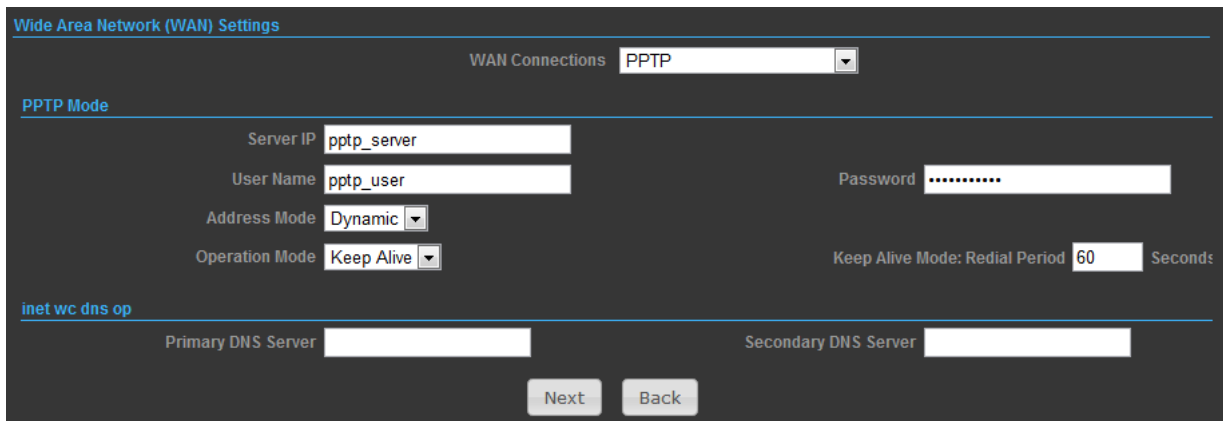 Wide Area Network (WAN) Settings
WAN Connections PPTP
PPTP Mode
Server IP pptp_server
User Name pptp_user Password •••••••••••
Address Mode Dynamic
Operation Mode Keep Alive Keep Alive Mode: Redial Period 60 Seconds
inet wc dns op
Primary DNS Server Secondary DNS Server
Next Back